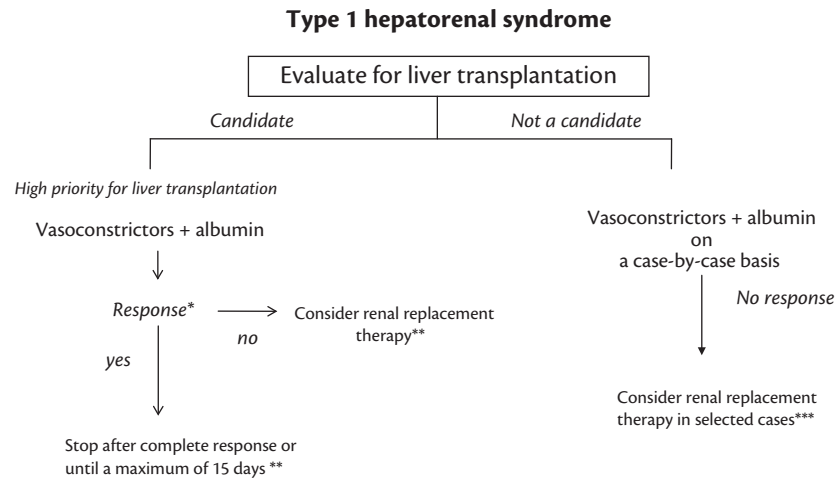 Type 1 hepatorenal syndrome
Evaluate for liver transplantation
Candidate
Not a candidate
High priority for liver transplantation
Vasoconstrictors + albumin
Response*
no
Consider renal replacement
therapy**
yes
Stop after complete response or
until a maximum of 15 days **
Vasoconstrictors + albumin
on
a case-by-case basis
No response
Consider renal replacement
therapy in selected cases***